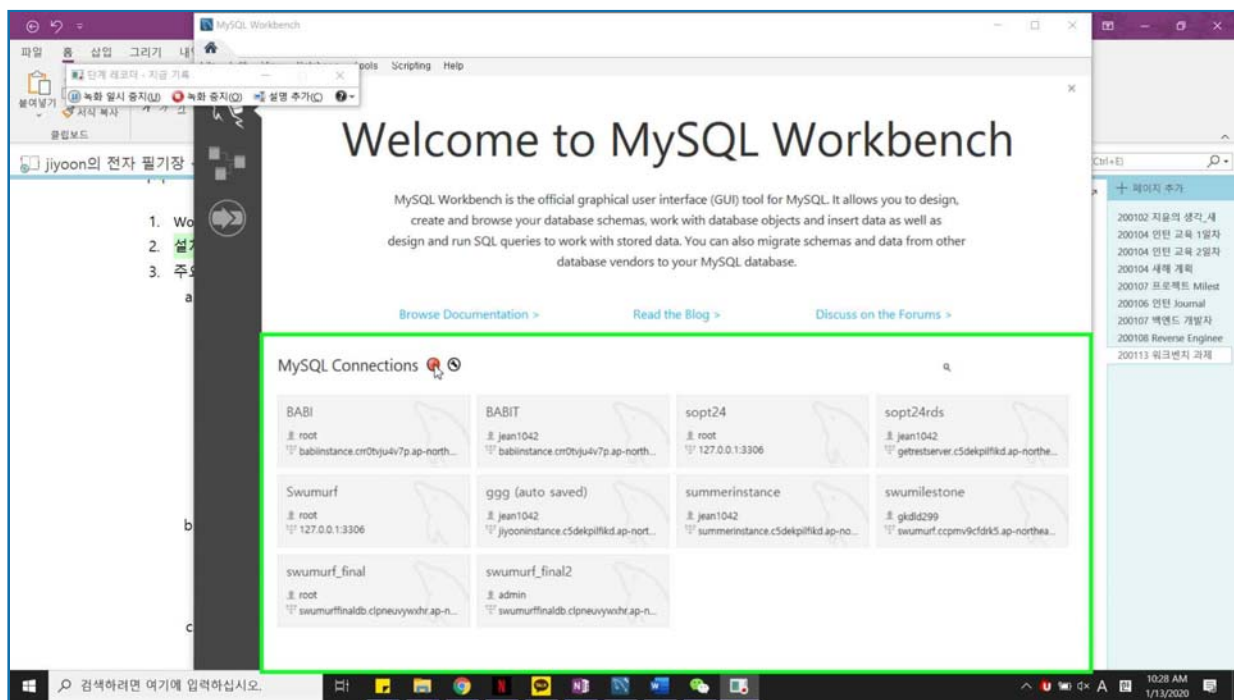 MySQL Workbench
파일 홈 삽입 그리기
Tools Scripting Help
단계 레코더 - 지금 기록
녹화 일시 중지(U) 녹화 중지(O) 설명 추가(C)
붙여넣기
서식 복사
클립보드
Welcome to MySQL Workbench
jiyoon의 전자 필기장
Ctrl+E)
페이지 추가
MySQL Workbench is the official graphical user interface (GUI) tool for MySQL. It allows you to design,
create and browse your database schemas, work with database objects and insert data as well as
design and run SQL queries to work with stored data. You can also migrate schemas and data from other
database vendors to your MySQL database.
1. Wo
2.
3.
a
200102 지윤의 생각_새
200104 인턴 교육 1일차
200104 인턴 교육 2일차
200104 새해 계획
200107 프로젝트 Milest
200106 인턴 Journal
200107 백엔드 개발자
200108 Reverse Enginee
200113 워크벤치 과제
Browse Documentation >
Read the Blog >
Discuss on the Forums >
MySQL Connections
BABI
root
babiinstance.crr0tvju4v7p.ap-north...
BABIT
jean1042
babiinstance.crr0tvju4v7p.ap-north...
sopt24
root
127.0.0.1:3306
sopt24rds
jean1042
getrestserver.c5dekpilfikd.ap-northe...
Swumurf
root
127.0.0.1:3306
ggg (auto saved)
jean1042
jiyooninstance.c5dekpilfikd.ap-nort...
summerinstance
jean1042
summerinstance.c5dekpilfikd.ap-no...
swumilestone
gkdld299
swumurf.ccpmv9cfdrk5.ap-northea...
b
swumurf_final
root
swumurffinaldb.clpneuvywxhr.ap-n...
swumurf_final2
admin
swumurffinaldb.clpneuvywxhr.ap-n...
c
검색하려면 여기에 입력하십시오.
A
10:28 AM
1/13/2020